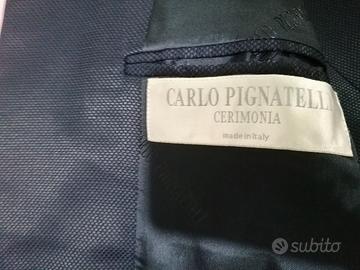 CARLO PIGNATELLI
CERIMONIA
made in Italy
subito